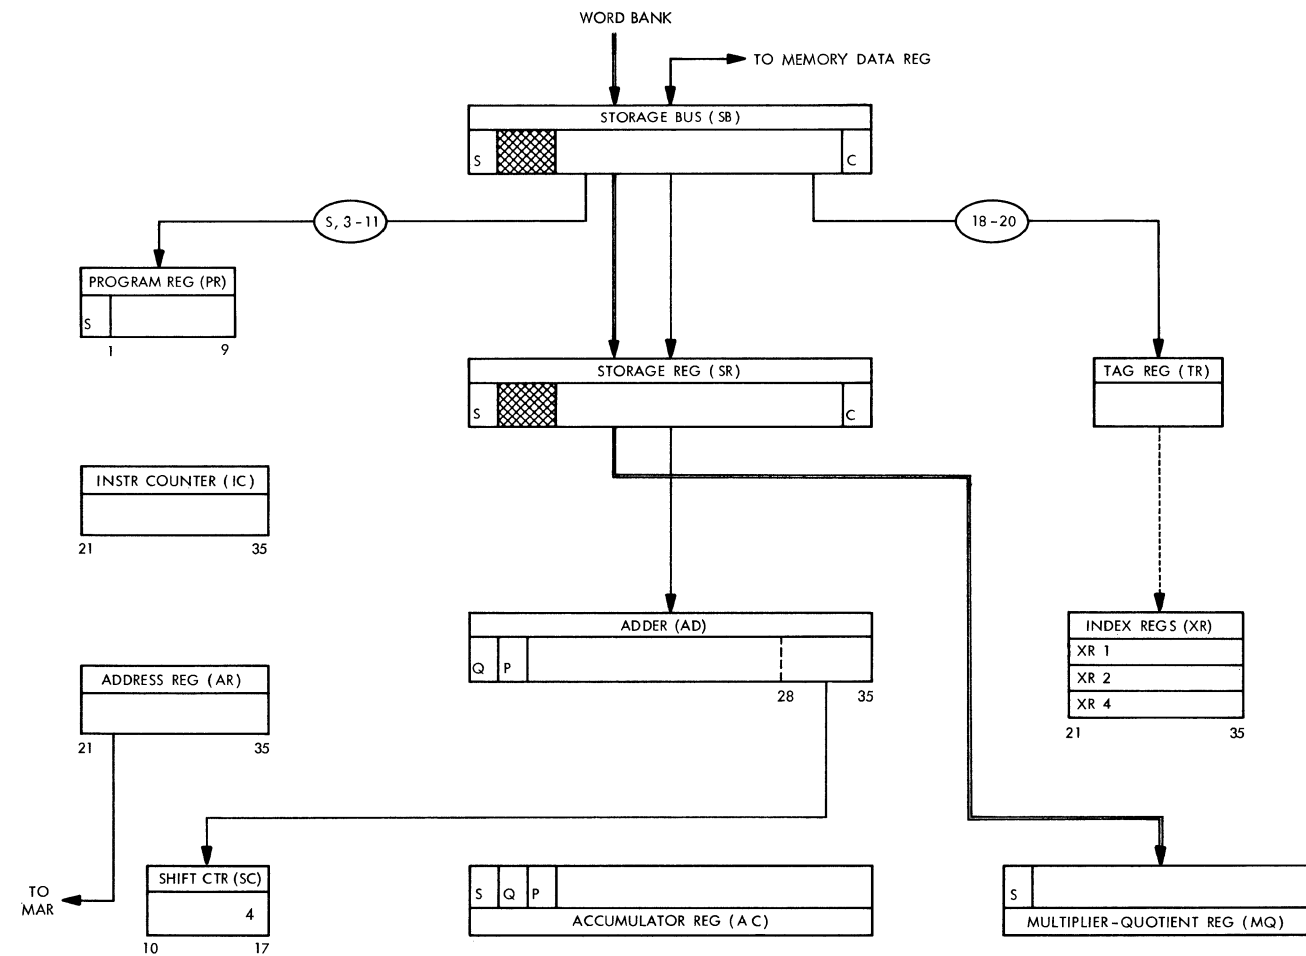 WORD BANK
TO MEMORY DATA REG
STORAGE BUS (SB)
S
C
S, 3-11
18-20
PROGRAM REG (PR)
S
1
9
STORAGE REG (SR)
S
C
TAG REG (TR)
INSTR COUNTER (IC)
21
35
ADDER (AD)
Q
P
28
35
INDEX REGS (XR)
XR 1
XR 2
XR 4
21
35
ADDRESS REG (AR)
21
35
TO
MAR
SHIFT CTR (SC)
4
10
17
S
Q
P
ACCUMULATOR REG (AC)
S
MULTIPLIER-QUOTIENT REG (MQ)